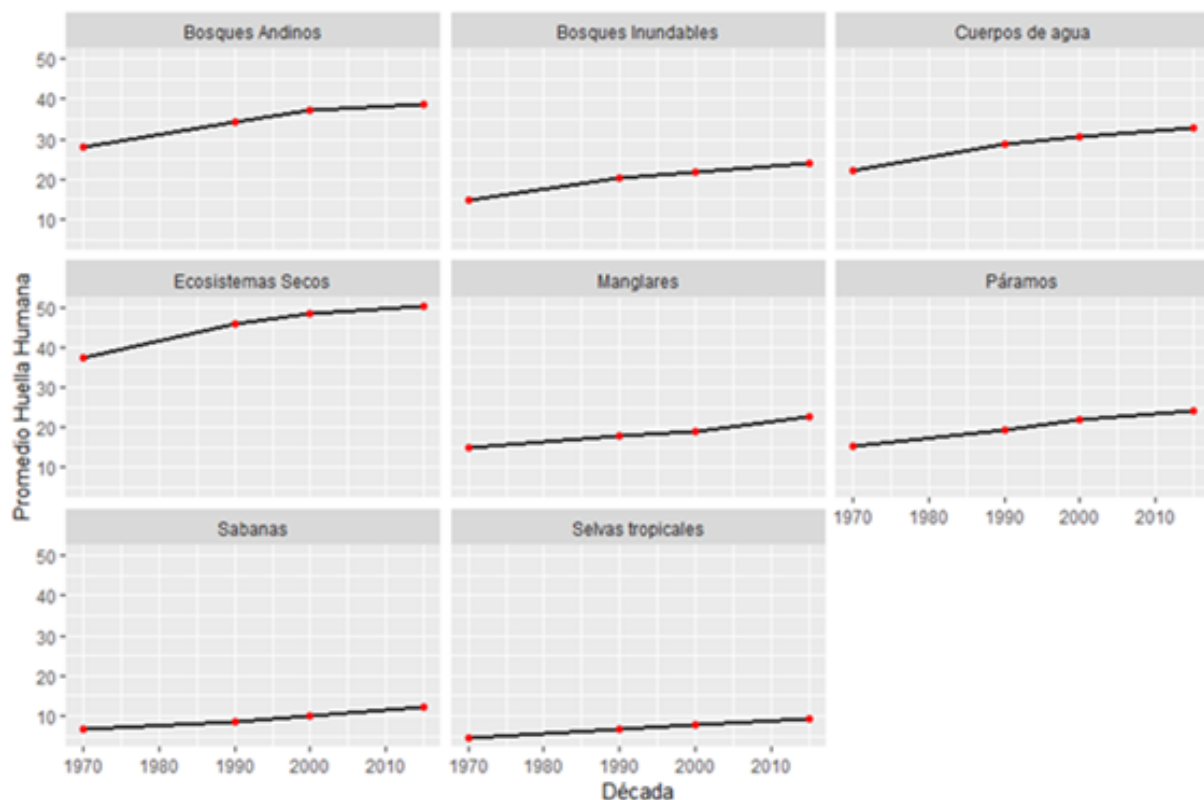 Bosques Andinos
Bosques Inundables
Cuerpos de agua
50
40
30
20
10
Ecosistemas Secos
Manglares
Páramos
50
40
30
20
10
Promedio Huella Humana
1970 1980 1990 2000 2010
Sabanas
Selvas tropicales
50
40
30
20
10
1970 1980 1990 2000 2010
1970 1980 1990 2000 2010
Década